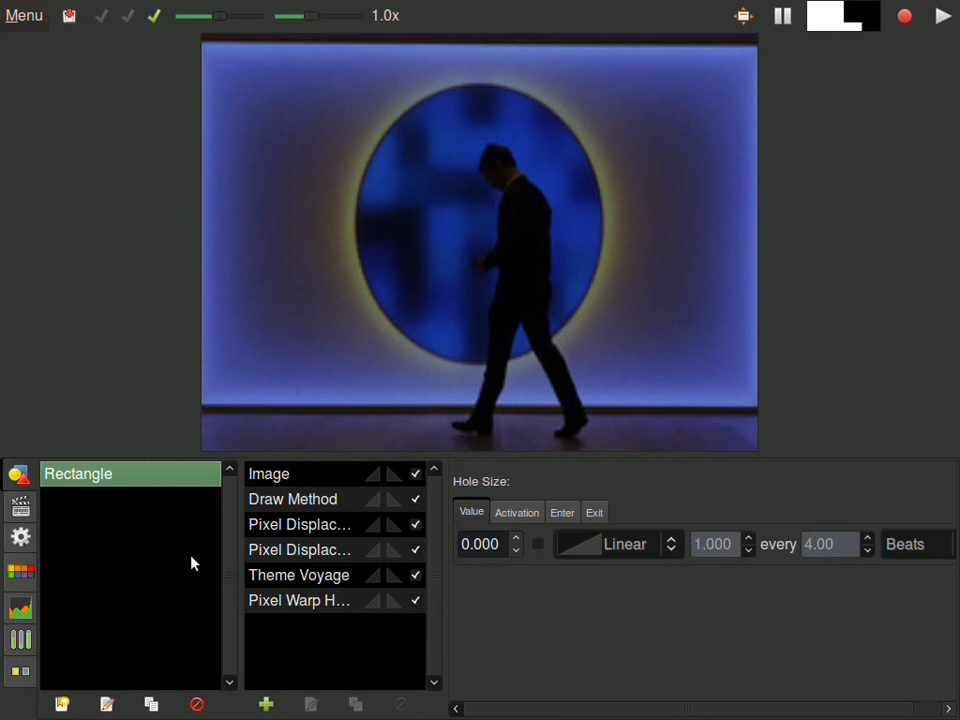 Menu
1.0x
Rectangle
Image
Draw Method
Pixel Displac...
Pixel Displac...
Theme Voyage
Pixel Warp H...
Hole Size:
Value Activation Enter Exit
0.000 Linear 1.000 every 4.00 Beats